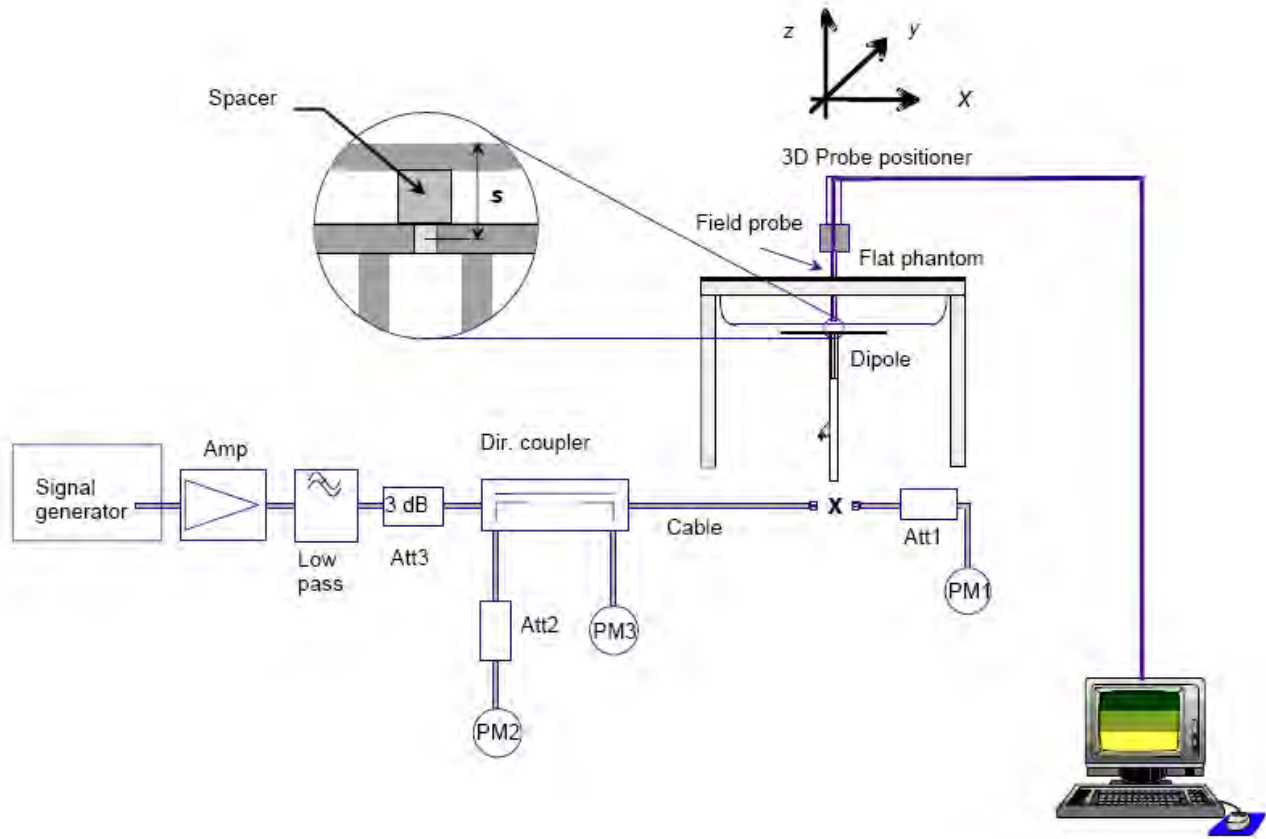 z
y
X
Spacer
3D Probe positioner
s
Field probe
Flat phantom
Dipole
Dir. coupler
Amp
Signal
generator
3 dB
X
Cable
Att1
Low
pass
Att3
PM1
Att2
PM3
PM2